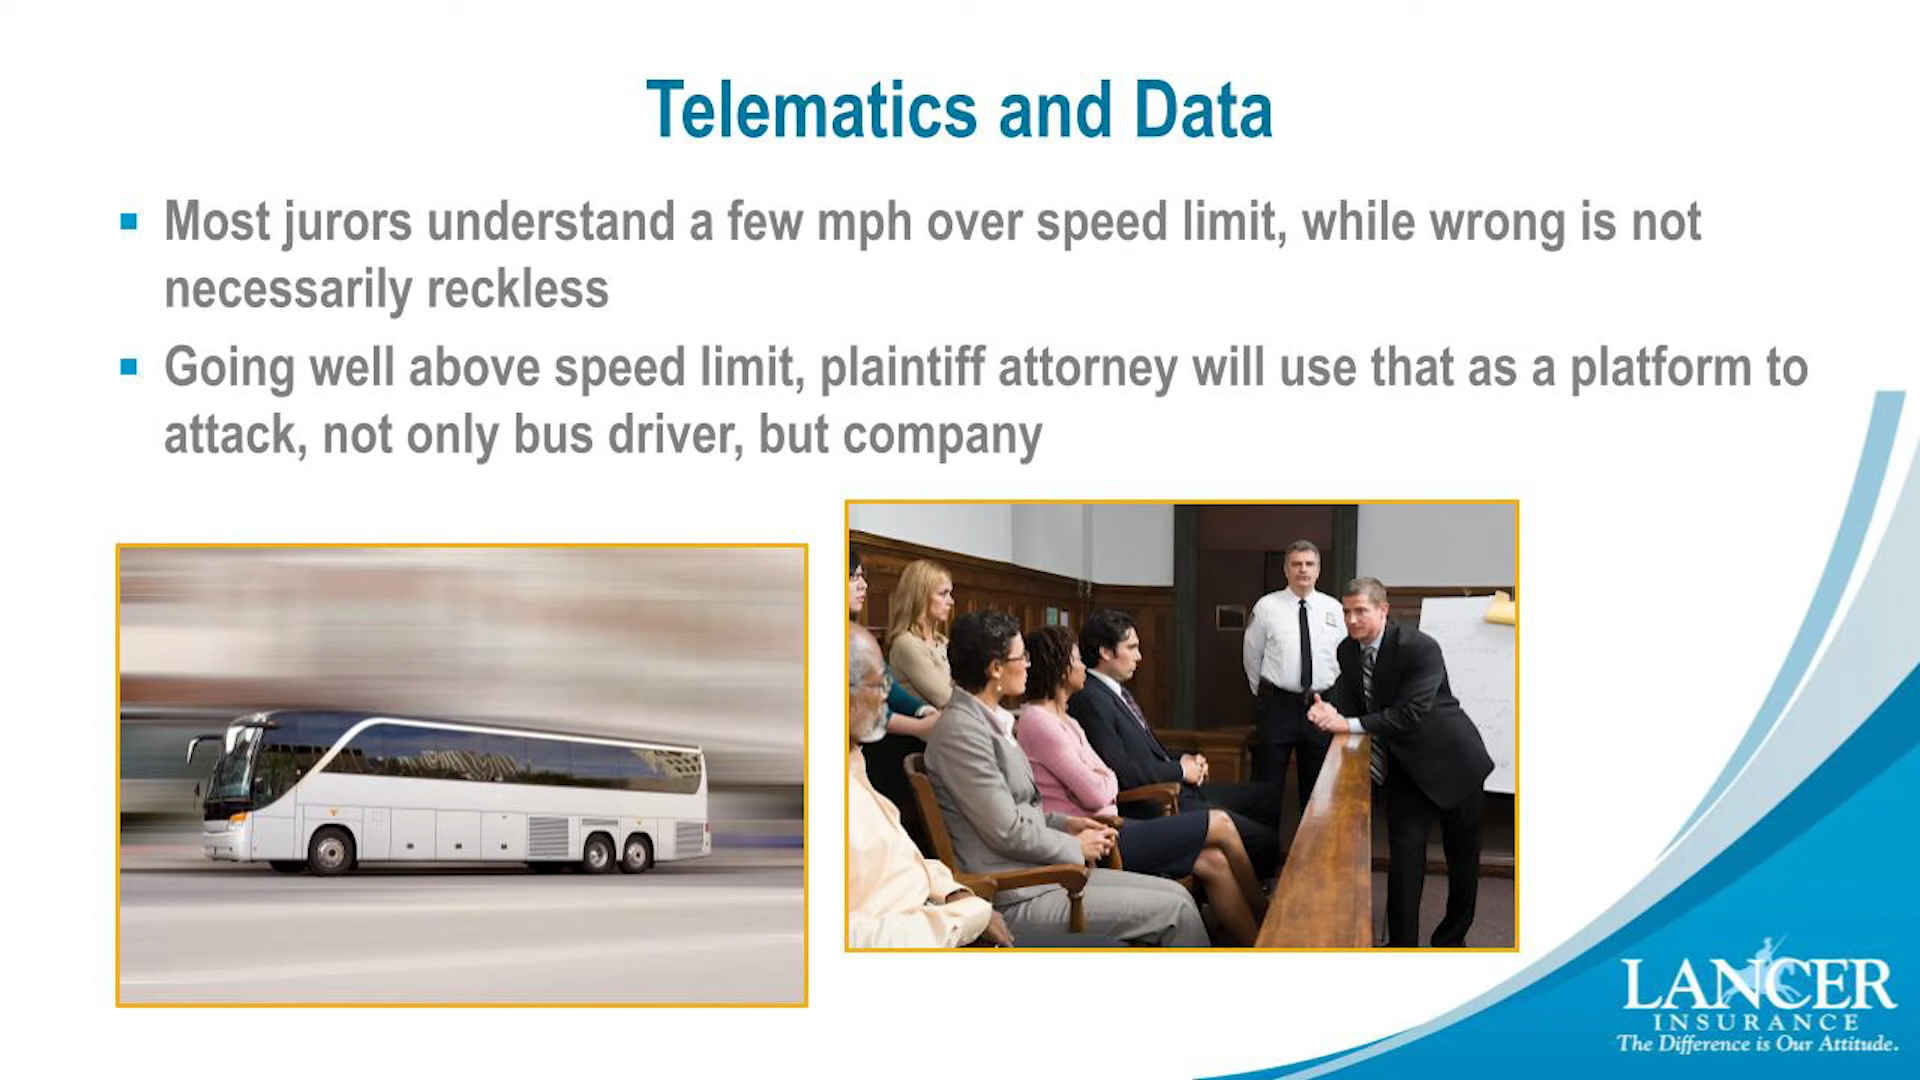 Telematics and Data
Most jurors understand a few mph over speed limit, while wrong is not
necessarily reckless
Going well above speed limit, plaintiff attorney will use that as a platform to
attack, not only bus driver, but company
LANCER
INSURANCE
The Difference is Our Attitude.